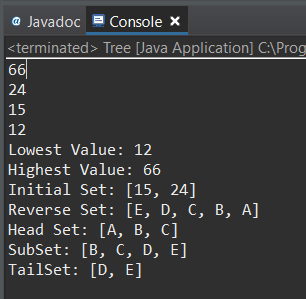 @ Javadoc Console ×
<terminated> Tree [Java Application] C:\Prog
66
24
15
12
Lowest Value: 12
Highest Value: 66
Initial Set: [15, 24]
Reverse Set: [E, D, C, B, A]
Head Set: [A, B, C]
SubSet: [B, C, D, E]
TailSet: [D, E]